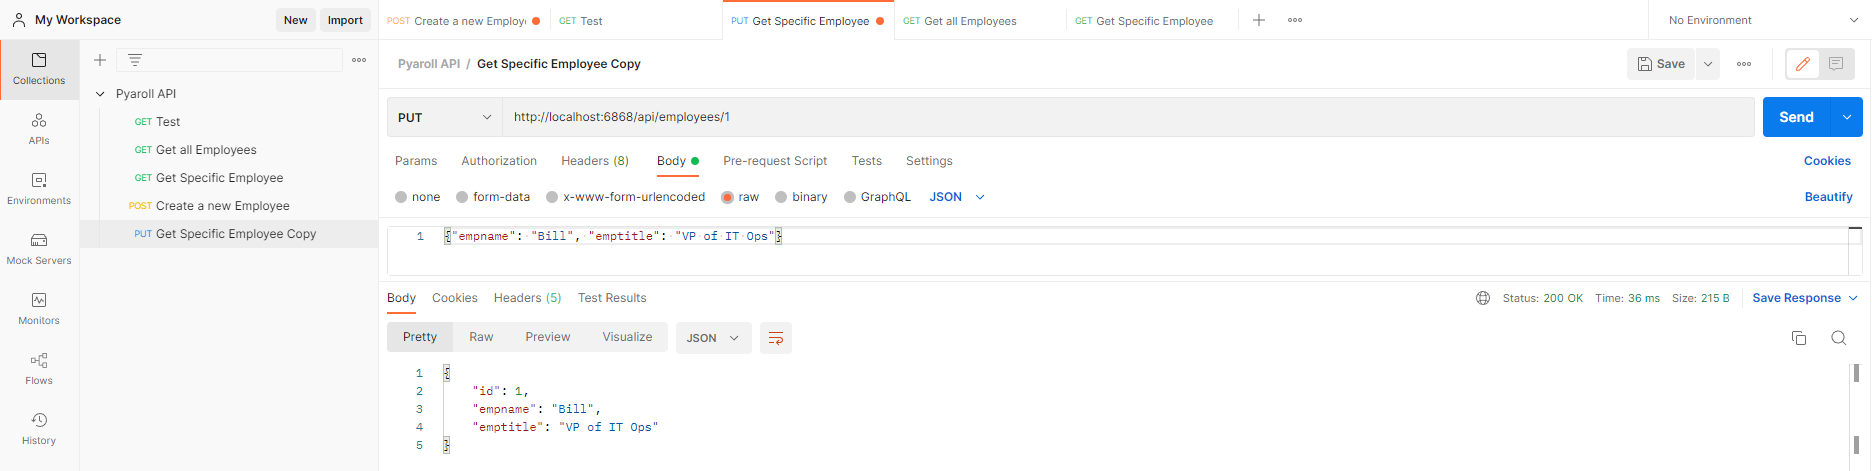 My Workspace
New
Import
POST Create a new Employe
GET Test
PUT Get Specific Employee
GET Get all Employees
GET Get Specific Employee
No Environment
Collections
APIs
Environments
Mock Servers
Monitors
Flows
History
Pyaroll API
GET Test
GET Get all Employees
GET Get Specific Employee
POST Create a new Employee
PUT Get Specific Employee Copy
Pyaroll API / Get Specific Employee Copy
Save
PUT
http://localhost:6868/api/employees/1
Send
Params Authorization Headers (8) Body Pre-request Script Tests Settings Cookies
none form-data x-www-form-urlencoded raw binary GraphQL JSON Beautify
1 {"empname": "Bill", "emptitle": "VP of IT Ops"}
Body Cookies Headers (5) Test Results Status: 200 OK Time: 36 ms Size: 215 B Save Response
Pretty Raw Preview Visualize JSON
1 {
2 "id": 1,
3 "empname": "Bill",
4 "emptitle": "VP of IT Ops"
5 }